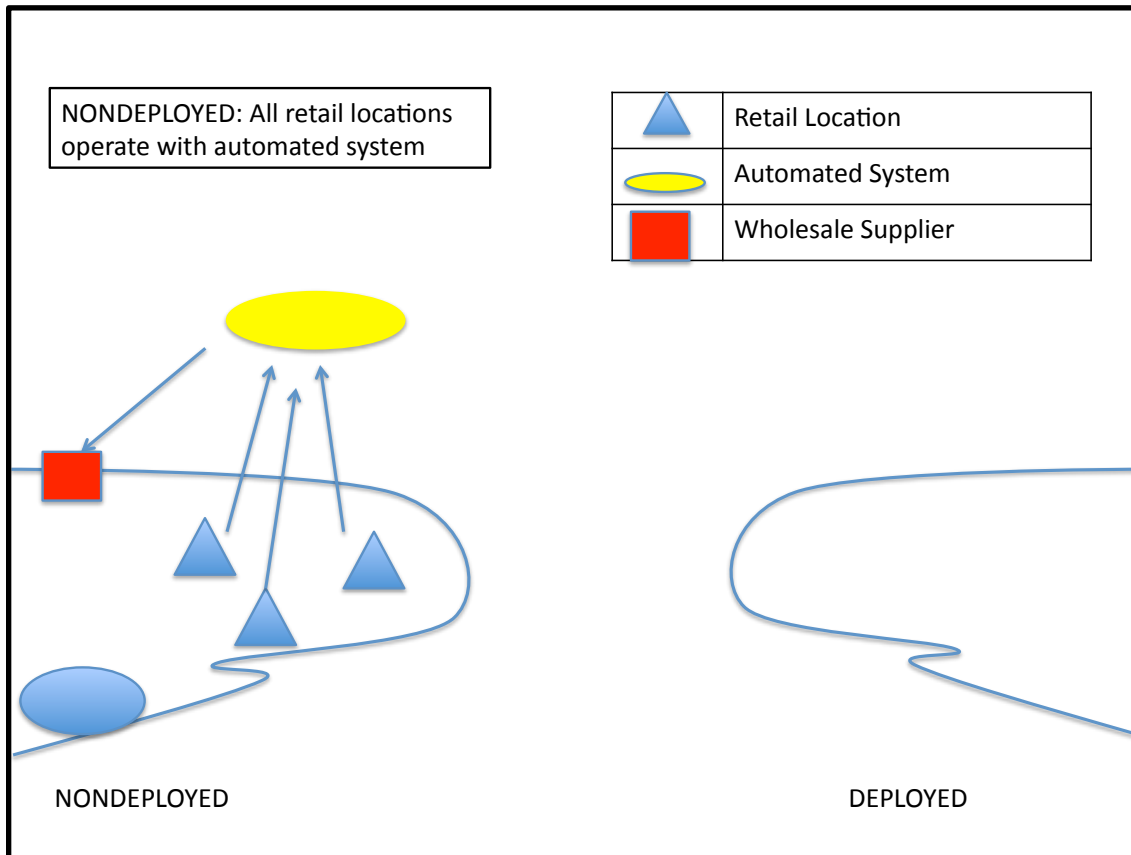 NONDEPLOYED: All retail locations
operate with automated system
Retail Location
Automated System
Wholesale Supplier
NONDEPLOYED
DEPLOYED